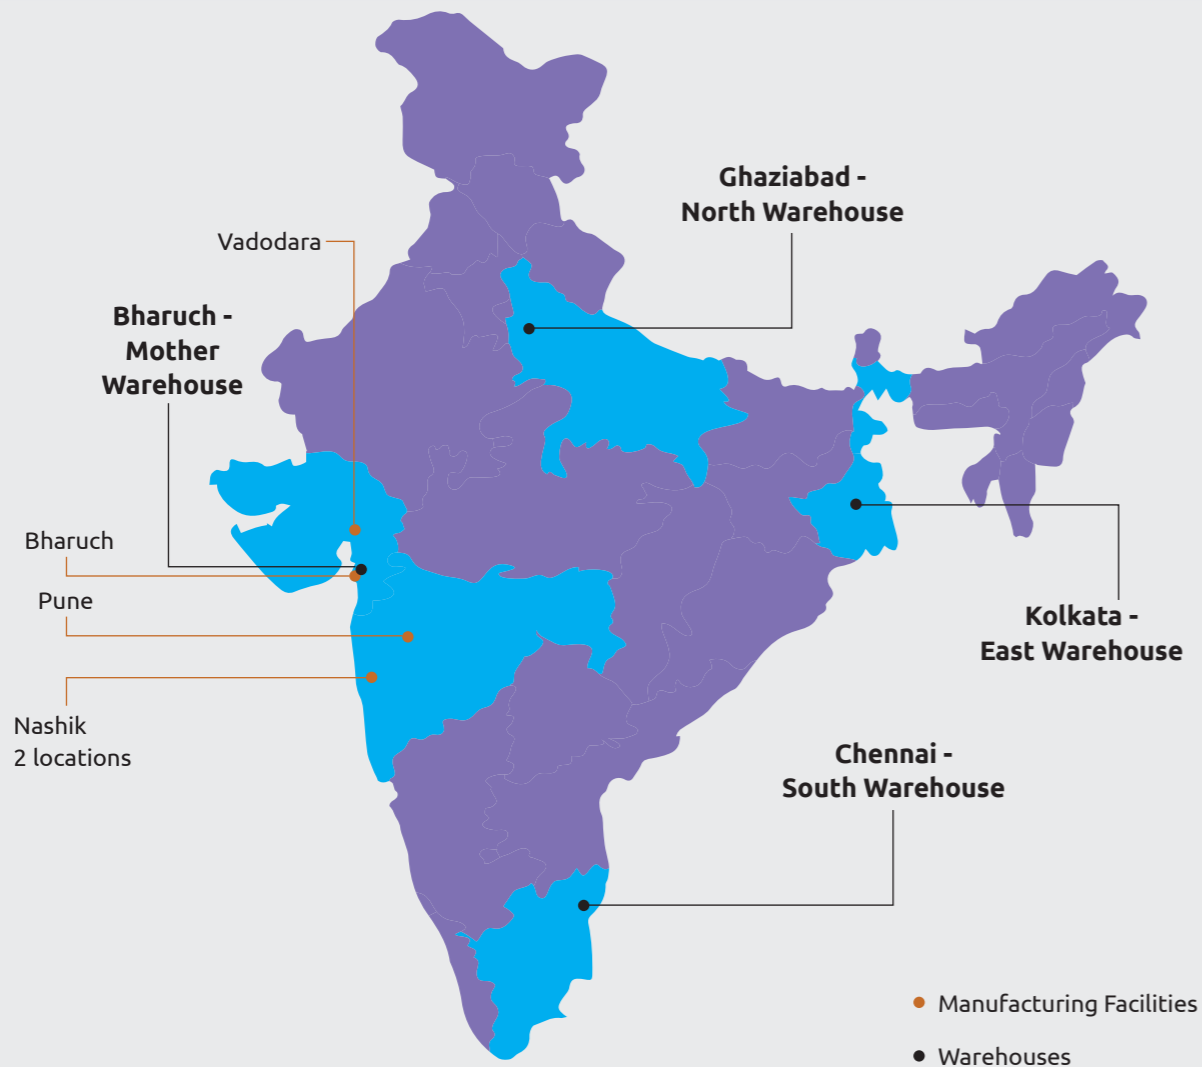 Ghaziabad -
North Warehouse
Vadodara
Bharuch -
Mother
Warehouse
Bharuch
Pune
Nashik
2 locations
Kolkata -
East Warehouse
Chennai -
South Warehouse
Manufacturing Facilities
Warehouses